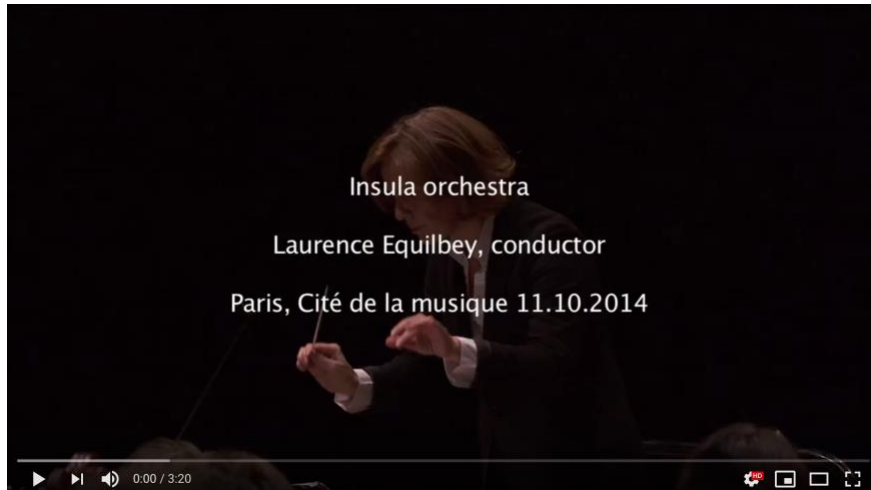 Insula orchestra
Laurence Equilbey, conductor
Paris, Cité de la musique 11.10.2014
0:00 / 3:20
HD